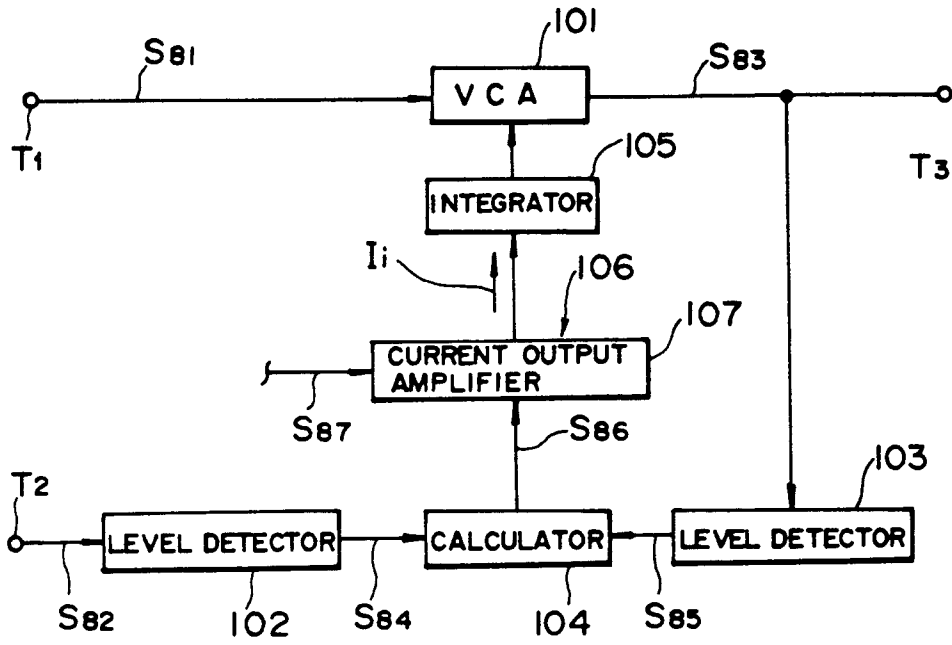 101
S81
S83
VCA
T1
T3
105
INTEGRATOR
Ii
106
107
CURRENT OUTPUT
AMPLIFIER
S87
S86
103
T2
LEVEL DETECTOR
CALCULATOR
LEVEL DETECTOR
S82
102
S84
104
S85